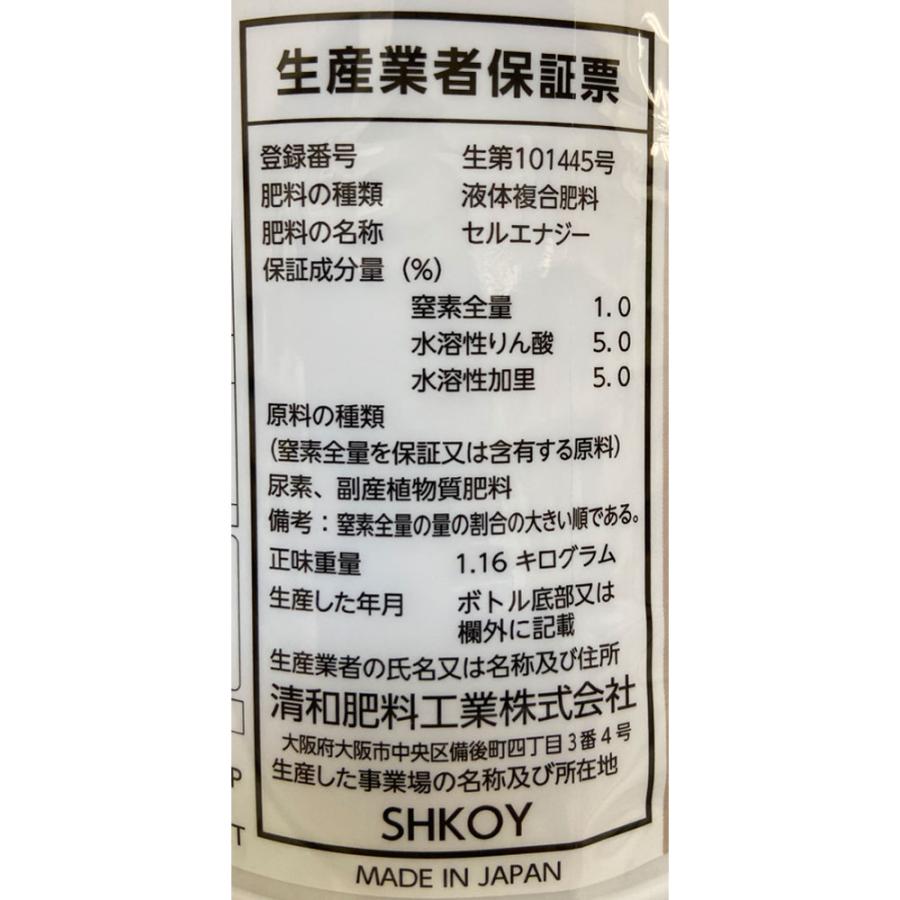 生産業者保証票
登録番号 生第101445号
肥料の種類 液体複合肥料
肥料の名称 セルエナジー
保証成分量 (%)
窒素全量 1.0
水溶性りん酸 5.0
水溶性加里 5.0
原料の種類
(窒素全量を保証又は含有する原料)
尿素、副産植物質肥料
備考：窒素全量の量の割合の大きい順である。
正味重量 1.16 キログラム
生産した年月 ボトル底部又は
欄外に記載
生産業者の氏名又は名称及び住所
清和肥料工業株式会社
大阪府大阪市中央区備後町四丁目3番4号
生産した事業場の名称及び所在地
SHKOY
MADE IN JAPAN
P
T